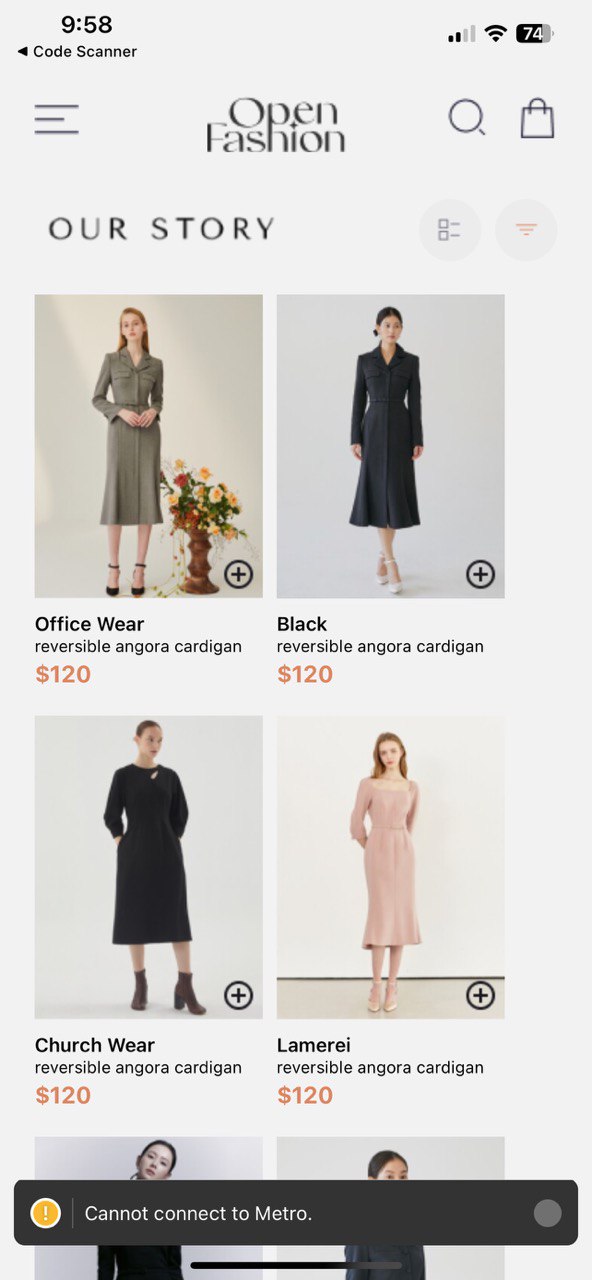 9:58
74
◀ Code Scanner
Open
Fashion
OUR STORY
Office Wear
reversible angora cardigan
$120
Black
reversible angora cardigan
$120
Church Wear
reversible angora cardigan
$120
Lamerei
reversible angora cardigan
$120
! Cannot connect to Metro.